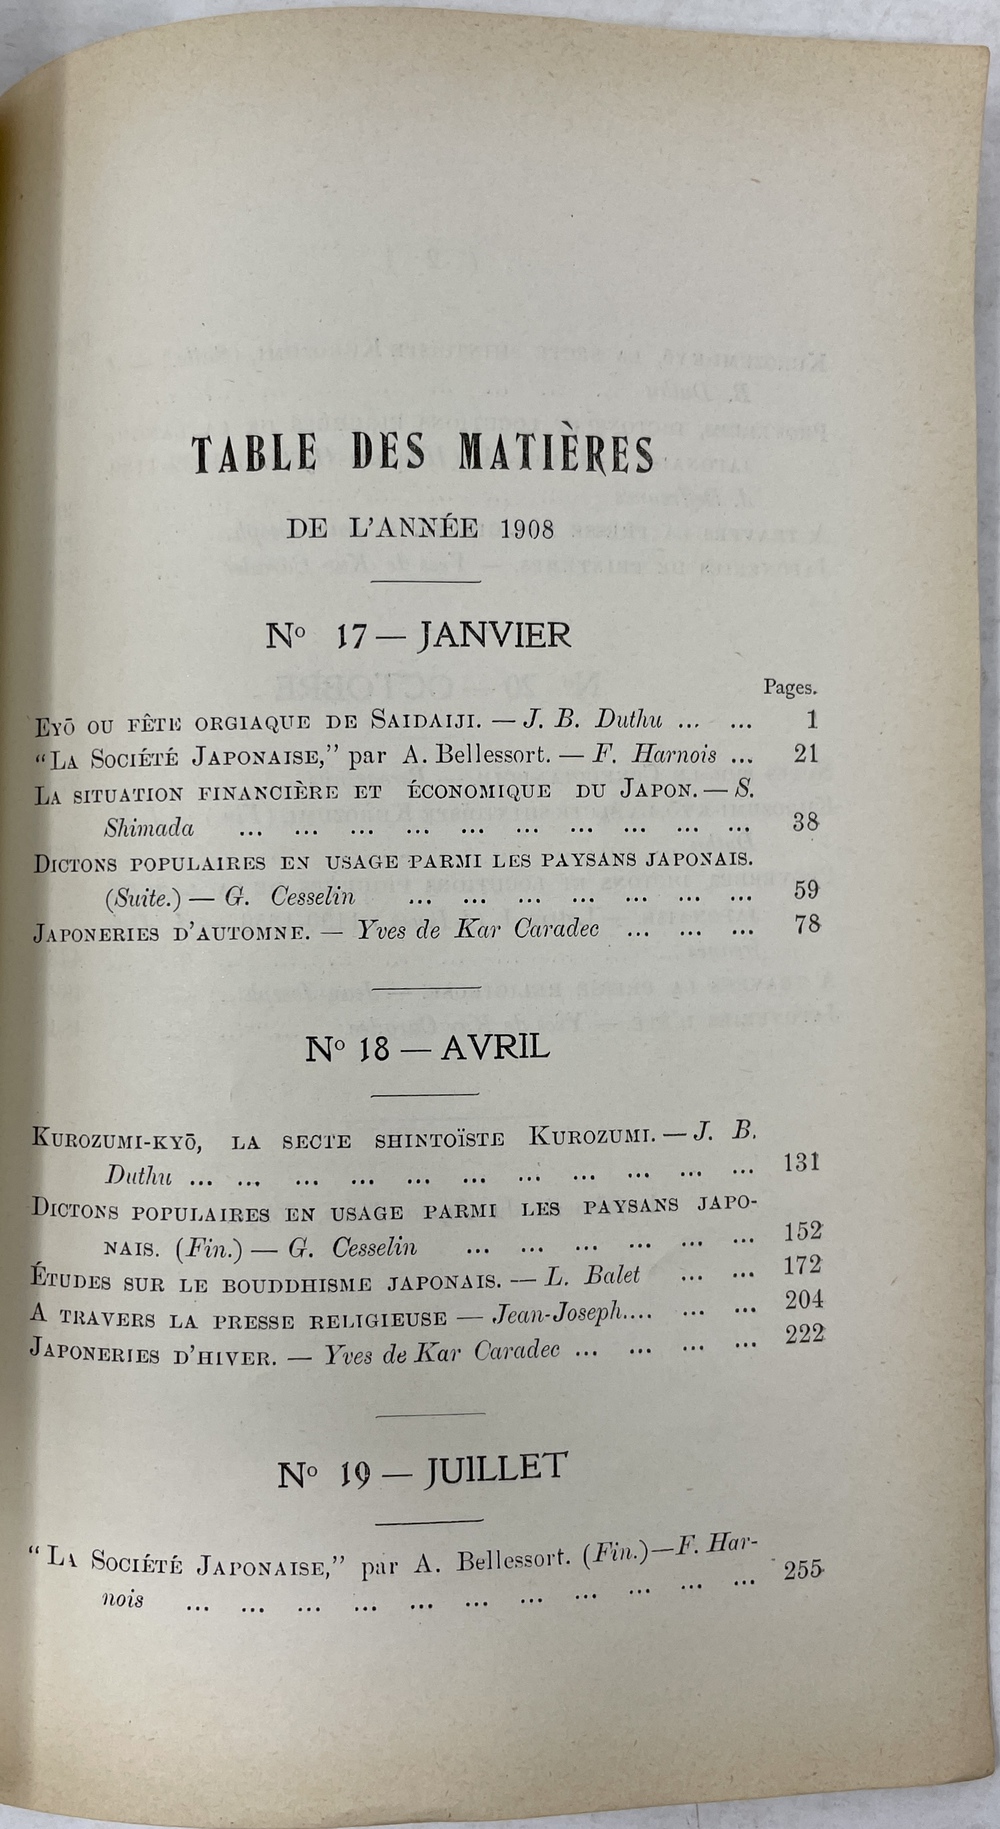 TABLE DES MATIÈRES
DE L'ANNÉE 1908
Nº 17 — JANVIER
Pages.
Eyō ou fête orgiaque de Saidaiji. — J. B. Duthu ... ... 1
“La Société Japonaise,” par A. Bellessort. — F. Harnois ... 21
La situation financière et économique du Japon. — S.
Shimada ... ... ... ... ... ... ... ... ... ... 38
Dictons populaires en usage parmi les paysans japonais.
(Suite.) — G. Cesselin ... ... ... ... ... ... ... 59
Japoneries d'automne. — Yves de Kar Caradec ... ... ... 78
Nº 18 — AVRIL
Kurozumi-kyō, la secte shintoïste Kurozumi. — J. B.
Duthu ... ... ... ... ... ... ... ... ... ... ... 131
Dictons populaires en usage parmi les paysans japo-
nais. (Fin.) — G. Cesselin ... ... ... ... ... ... 152
Études sur le bouddhisme japonais. — L. Balet ... ... 172
A travers la presse religieuse — Jean-Joseph.... ... ... 204
Japoneries d'hiver. — Yves de Kar Caradec ... ... ... ... 222
Nº 19 — JUILLET
“La Société Japonaise,” par A. Bellessort. (Fin.)—F. Har-
nois ... ... ... ... ... ... ... ... ... ... ... 255